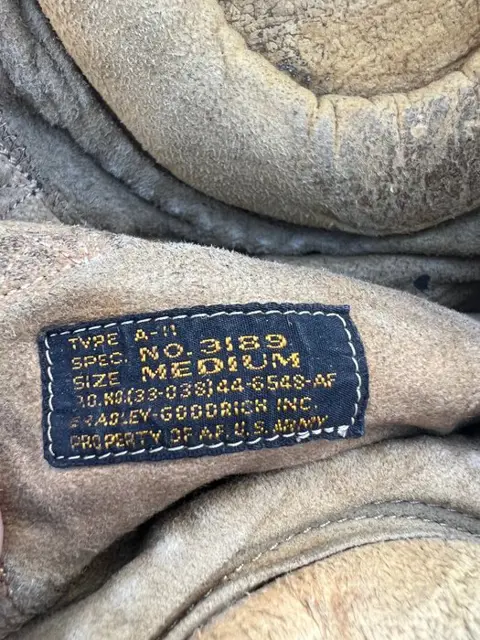 TYPE A-11
SPEC. NO. 3189
SIZE MEDIUM
P.O. NO. (33-038) 44-6548-AF
BRADLEY-GOODRICH INC.
PROPERTY OF A.F. U.S. ARMY